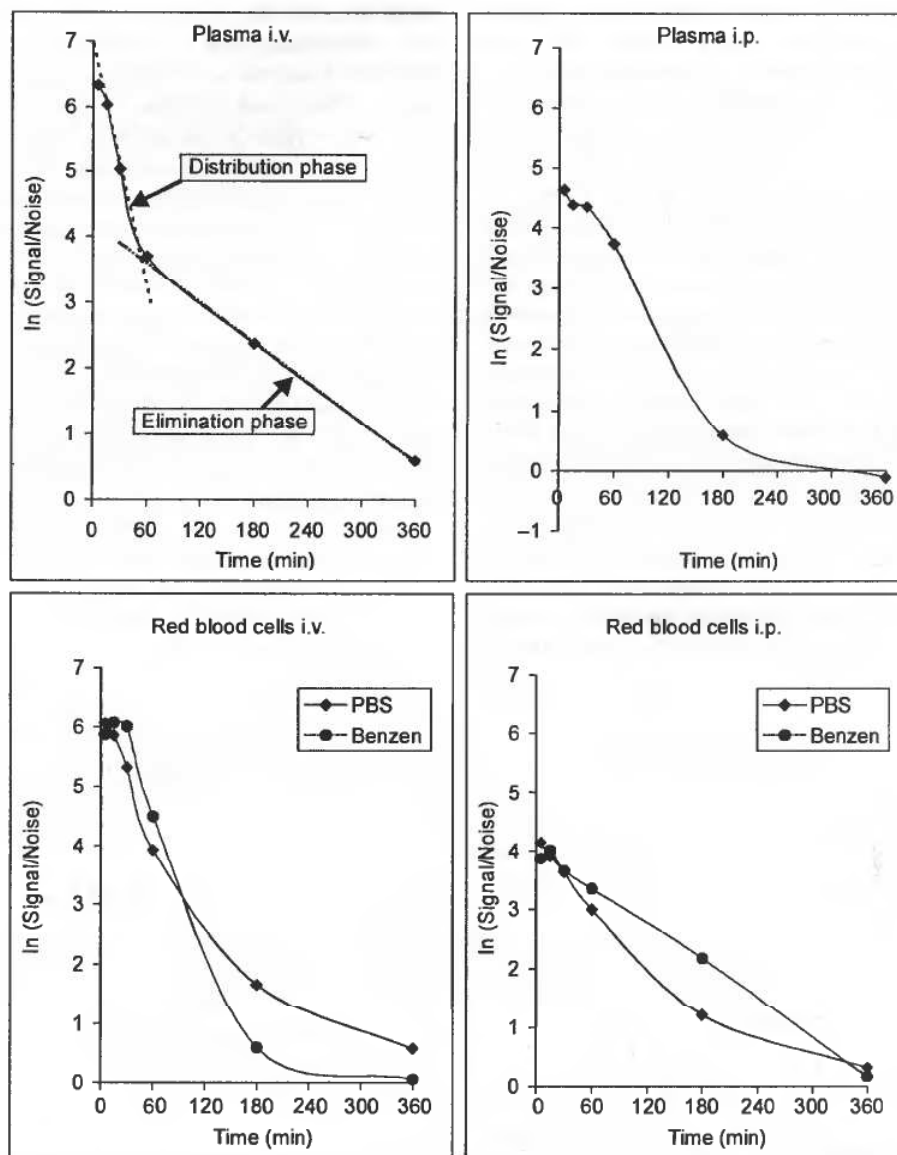 Plasma i.v.
7
6
5
4
3
2
1
0
ln (Signal/Noise)
Distribution phase
Elimination phase
0 60 120 180 240 300 360
Time (min)
Plasma i.p.
7
6
5
4
3
2
1
0
–1
ln (Signal/Noise)
0 60 120 180 240 300 360
Time (min)
Red blood cells i.v.
7
6
5
4
3
2
1
0
ln (Signal/Noise)
PBS
Benzen
0 60 120 180 240 300 360
Time (min)
Red blood cells i.p.
7
6
5
4
3
2
1
0
ln (Signal/Noise)
PBS
Benzen
0 60 120 180 240 300 360
Time (min)